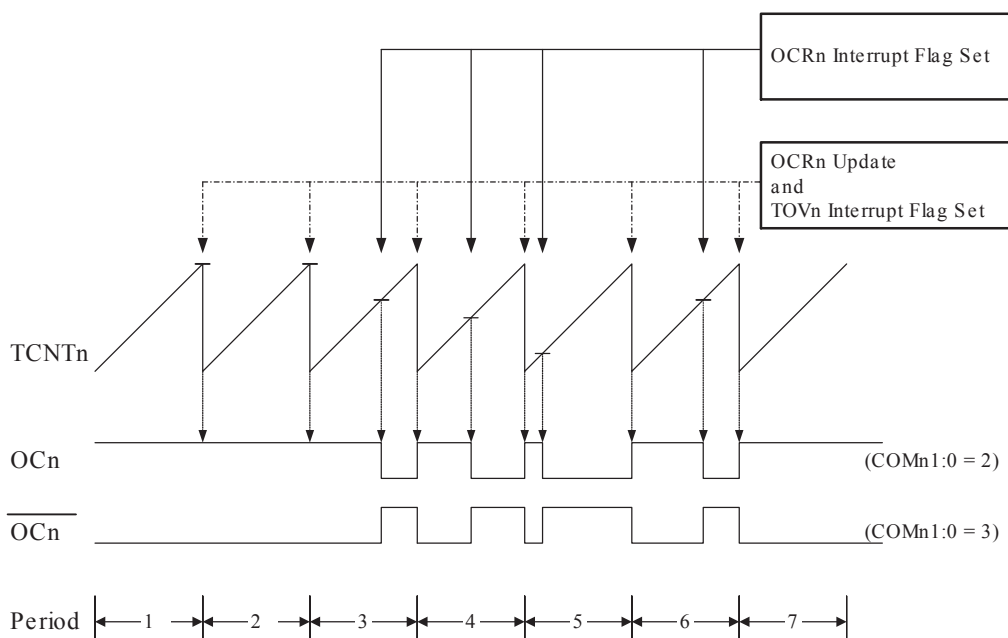 OCRn Interrupt Flag Set
OCRn Update
and
TOVn Interrupt Flag Set
TCNTn
OCn
(COMn1:0 = 2)
OCn
(COMn1:0 = 3)
Period
1
2
3
4
5
6
7